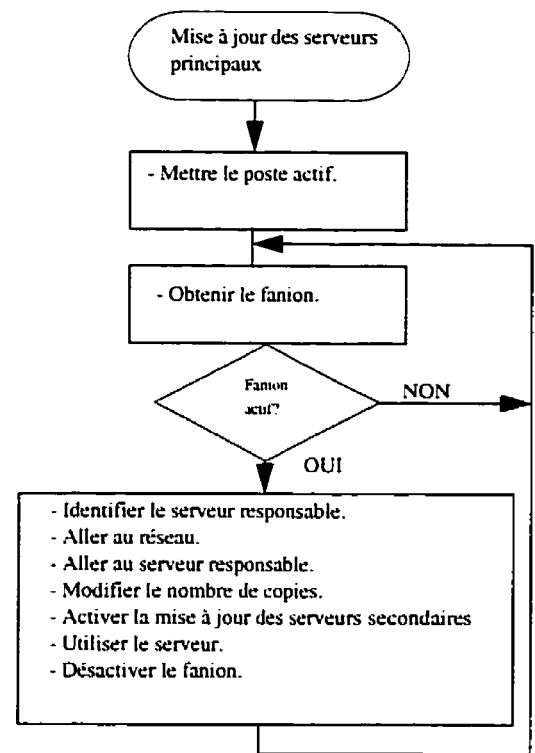 Mise à jour des serveurs
principaux
- Mettre le poste actif.
- Obtenir le fanion.
Fanion
actif?
NON
OUI
- Identifier le serveur responsable.
- Aller au réseau.
- Aller au serveur responsable.
- Modifier le nombre de copies.
- Activer la mise à jour des serveurs secondaires
- Utiliser le serveur.
- Désactiver le fanion.